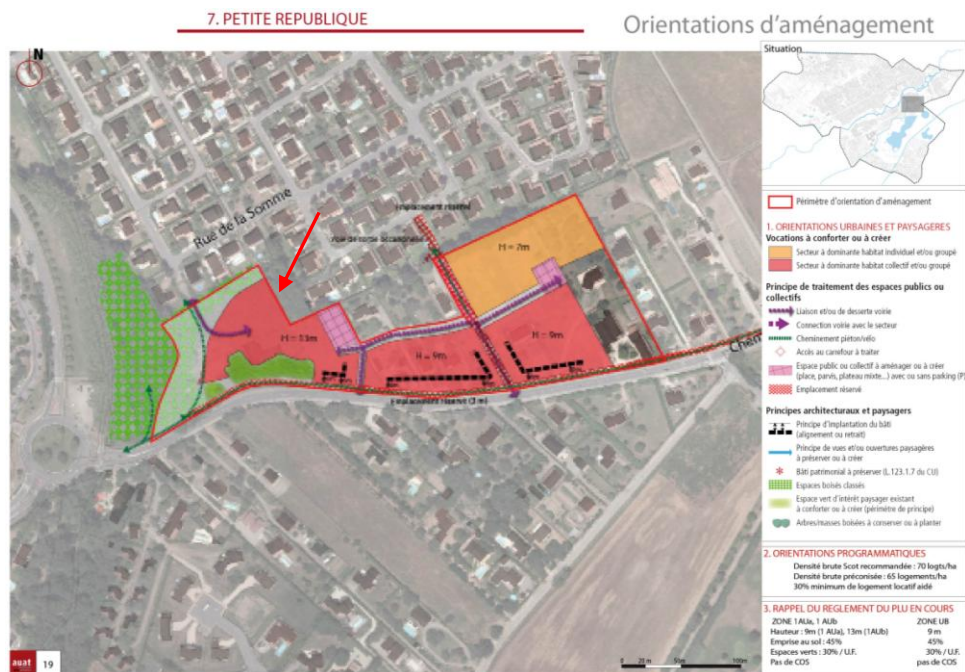 7. PETITE REPUBLIQUE
Orientations d'aménagement
N
Rue de la Somme
Emplacement réservé
H = 7m
H = 13m
H = 9m
H = 9m
Chem
Emplacement réservé (3 m)
0 20 m 50m 100m
auat 19
Situation
Périmètre d'orientation d'aménagement
1. ORIENTATIONS URBAINES ET PAYSAGERES
Vocations à conforter ou à créer
Secteur à dominante habitat individuel et/ou groupé
Secteur à dominante habitat collectif et/ou groupé
Principe de traitement des espaces publics ou
collectifs
Liaison et/ou de desserte voirie
Connection voirie avec le secteur
Cheminement piéton/vélo
Accès au carrefour à traiter
Espace public ou collectif à aménager ou à créer
(place, parvis, plateau mixte...) avec ou sans parking (P)
Emplacement réservé
Principes architecturaux et paysagers
Principe d'implantation du bâti
(alignement ou retrait)
Principe de vues et/ou ouvertures paysagères
à préserver ou à créer
Bâti patrimonial à préserver (L.123.1.7 du CU)
Espaces boisés classés
Espace vert d'intérêt paysager existant
à conforter ou à créer (périmètre de principe)
Arbres/masses boisées à conserver ou à planter
2. ORIENTATIONS PROGRAMMATIQUES
Densité brute Scot recommandée : 70 logts/ha
Densité brute préconisée : 65 logements/ha
30% minimum de logement locatif aidé
3. RAPPEL DU REGLEMENT DU PLU EN COURS
ZONE 1AUa, 1 AUb ZONE UB
Hauteur : 9m (1 AUa), 13m (1AUb) 9 m
Emprise au sol : 45% 45%
Espaces verts : 30% / U.F. 30% / U.F.
Pas de COS pas de COS